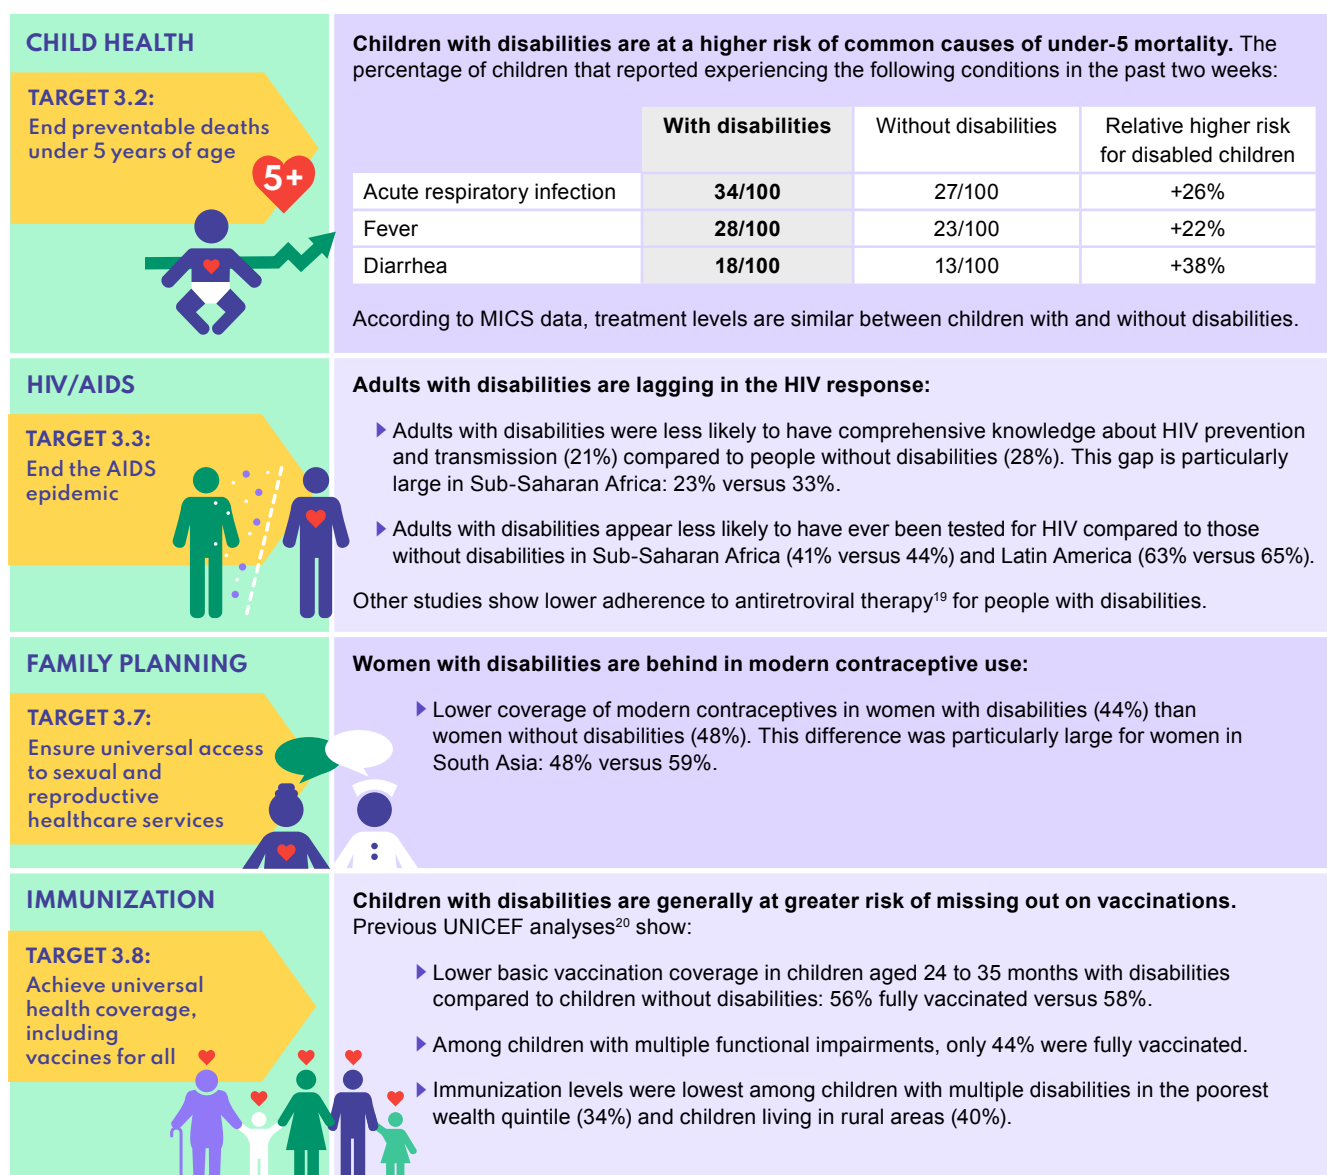 CHILD HEALTH
TARGET 3.2:
End preventable deaths
under 5 years of age
5+
Children with disabilities are at a higher risk of common causes of under-5 mortality. The
percentage of children that reported experiencing the following conditions in the past two weeks:
With disabilities Without disabilities Relative higher risk
for disabled children
Acute respiratory infection 34/100 27/100 +26%
Fever 28/100 23/100 +22%
Diarrhea 18/100 13/100 +38%
According to MICS data, treatment levels are similar between children with and without disabilities.
HIV/AIDS
TARGET 3.3:
End the AIDS
epidemic
Adults with disabilities are lagging in the HIV response:
Adults with disabilities were less likely to have comprehensive knowledge about HIV prevention
and transmission (21%) compared to people without disabilities (28%). This gap is particularly
large in Sub-Saharan Africa: 23% versus 33%.
Adults with disabilities appear less likely to have ever been tested for HIV compared to those
without disabilities in Sub-Saharan Africa (41% versus 44%) and Latin America (63% versus 65%).
Other studies show lower adherence to antiretroviral therapy19 for people with disabilities.
FAMILY PLANNING
TARGET 3.7:
Ensure universal access
to sexual and
reproductive
healthcare services
Women with disabilities are behind in modern contraceptive use:
Lower coverage of modern contraceptives in women with disabilities (44%) than
women without disabilities (48%). This difference was particularly large for women in
South Asia: 48% versus 59%.
IMMUNIZATION
TARGET 3.8:
Achieve universal
health coverage,
including
vaccines for all
Children with disabilities are generally at greater risk of missing out on vaccinations.
Previous UNICEF analyses20 show:
Lower basic vaccination coverage in children aged 24 to 35 months with disabilities
compared to children without disabilities: 56% fully vaccinated versus 58%.
Among children with multiple functional impairments, only 44% were fully vaccinated.
Immunization levels were lowest among children with multiple disabilities in the poorest
wealth quintile (34%) and children living in rural areas (40%).